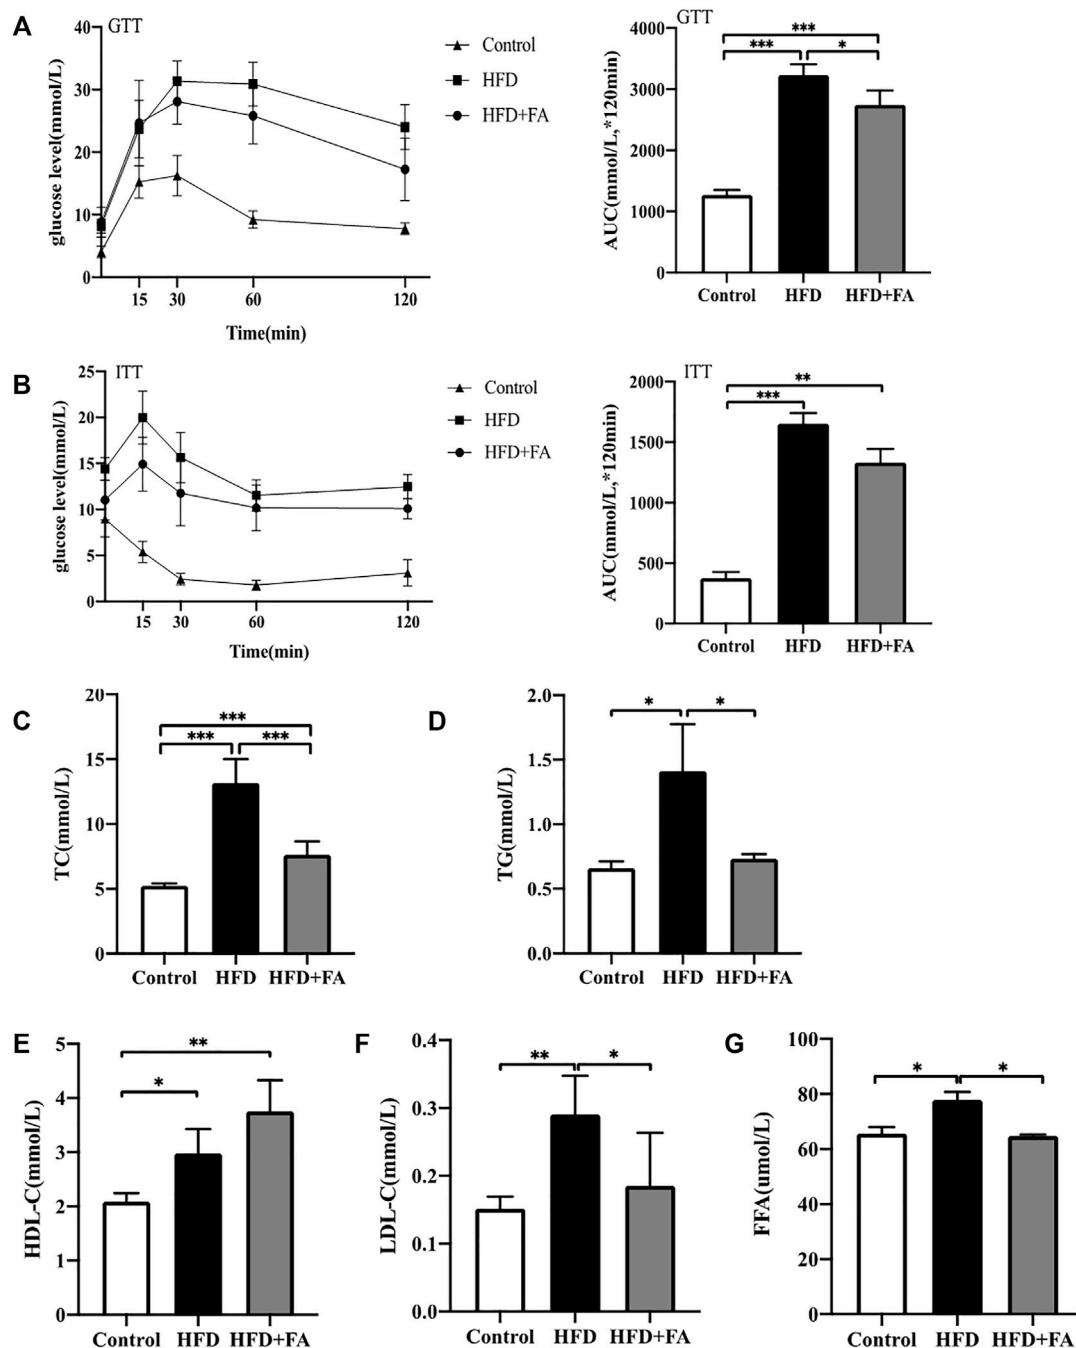 A
GTT
glucose level(mmol/L)
40
30
20
10
0
15 30 60 120
Time(min)
Control
HFD
HFD+FA
GTT
AUC(mmol/L,*120min)
4000
3000
2000
1000
0
***
*** *
Control HFD HFD+FA
B
ITT
glucose level(mmol/L)
25
20
15
10
5
0
15 30 60 120
Time(min)
Control
HFD
HFD+FA
ITT
AUC(mmol/L,*120min)
2000
1500
1000
500
0
**
***
Control HFD HFD+FA
C
TC(mmol/L)
20
15
10
5
0
***
*** ***
Control HFD HFD+FA
D
TG(mmol/L)
2.0
1.5
1.0
0.5
0.0
* *
Control HFD HFD+FA
E
HDL-C(mmol/L)
5
4
3
2
1
0
**
*
Control HFD HFD+FA
F
LDL-C(mmol/L)
0.4
0.3
0.2
0.1
0.0
** *
Control HFD HFD+FA
G
FFA(umol/L)
100
80
60
40
20
0
* *
Control HFD HFD+FA